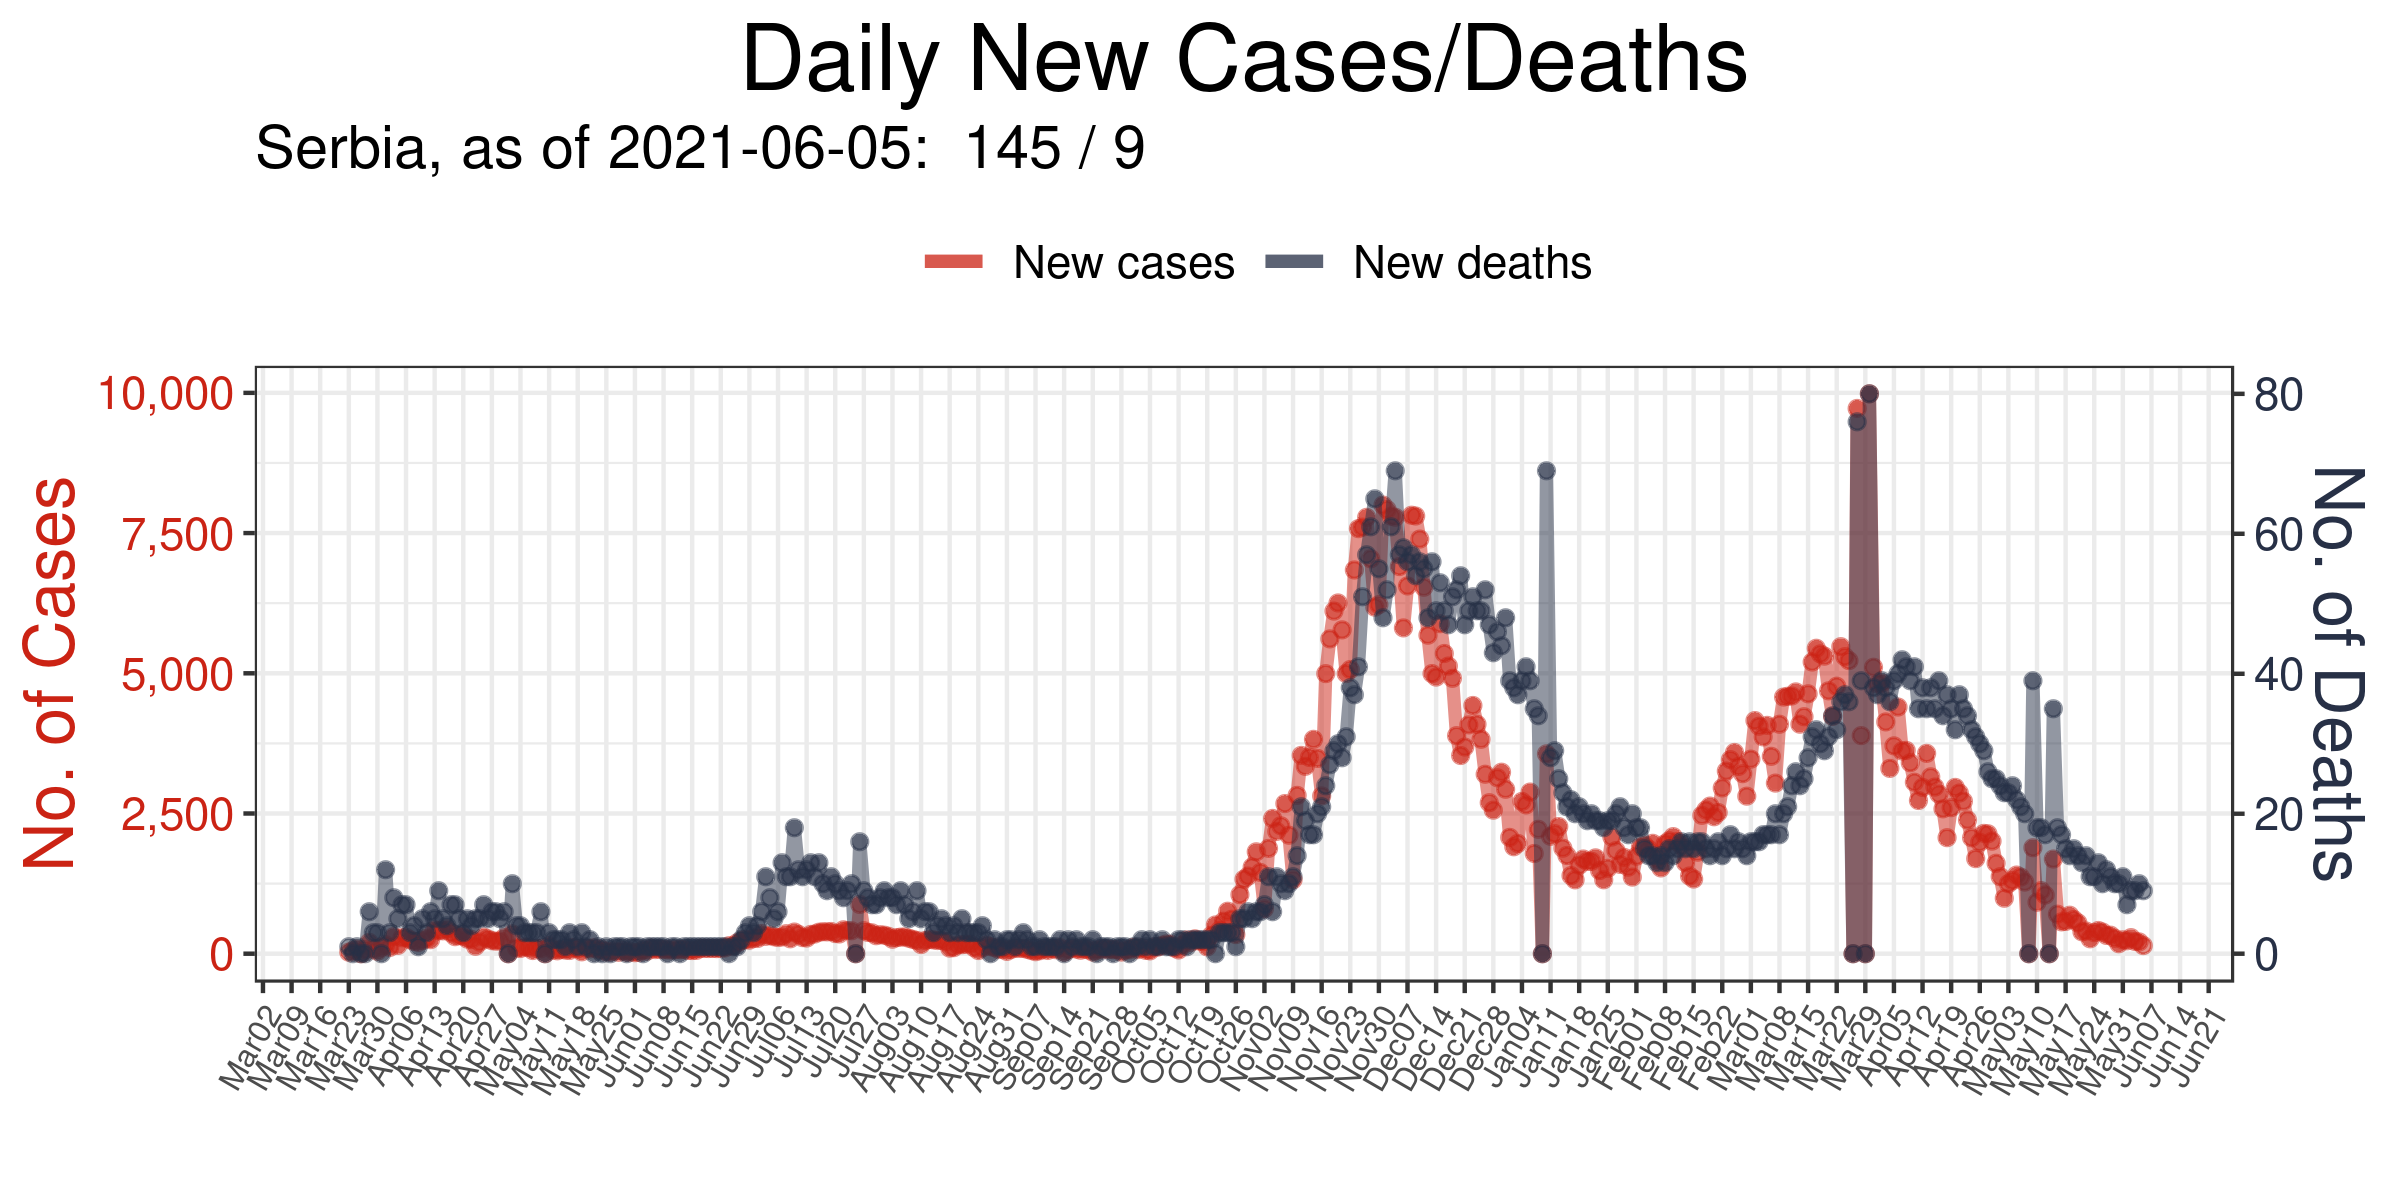 Daily New Cases/Deaths
Serbia, as of 2021-06-05:  145 / 9
New cases New deaths
No. of Cases
10,000
7,500
5,000
2,500
0
80
60
40
20
0
No. of Deaths
Mar02 Mar09 Mar16 Mar23 Mar30 Apr06 Apr13 Apr20 Apr27 May04 May11 May18 May25 Jun01 Jun08 Jun15 Jun22 Jun29 Jul06 Jul13 Jul20 Jul27 Aug03 Aug10 Aug17 Aug24 Aug31 Sep07 Sep14 Sep21 Sep28 Oct05 Oct12 Oct19 Oct26 Nov02 Nov09 Nov16 Nov23 Nov30 Dec07 Dec14 Dec21 Dec28 Jan04 Jan11 Jan18 Jan25 Feb01 Feb08 Feb15 Feb22 Mar01 Mar08 Mar15 Mar22 Mar29 Apr05 Apr12 Apr19 Apr26 May03 May10 May17 May24 May31 Jun07 Jun14 Jun21